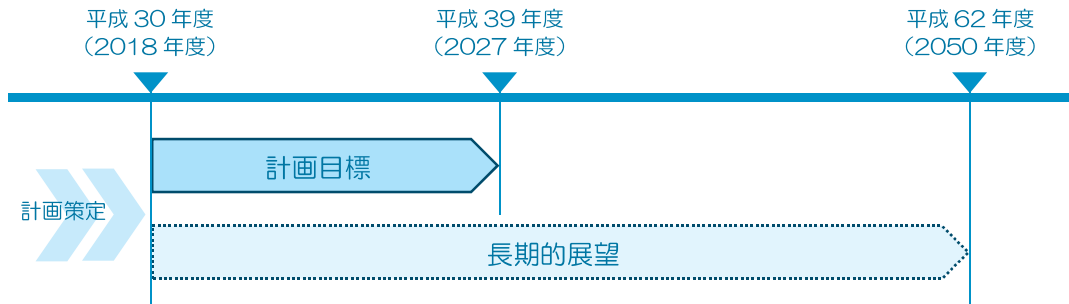 平成 30 年度
（2018 年度）
平成 39 年度
（2027 年度）
平成 62 年度
（2050 年度）
計画目標
計画策定
長期的展望